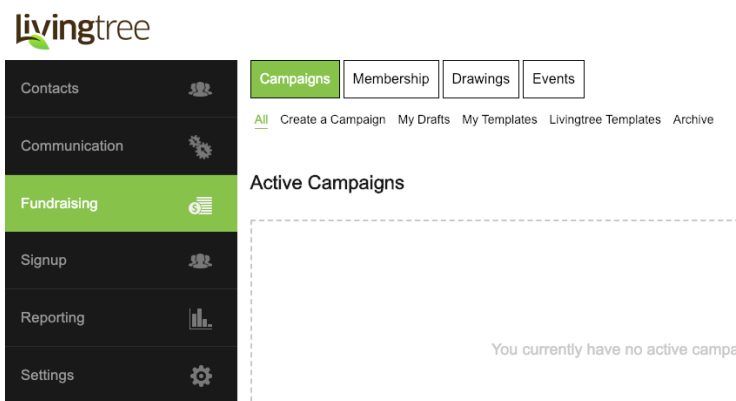 livingtree
Contacts
Communication
Fundraising
Signup
Reporting
Settings
Campaigns Membership Drawings Events
All Create a Campaign My Drafts My Templates Livingtree Templates Archive
Active Campaigns
You currently have no active campa